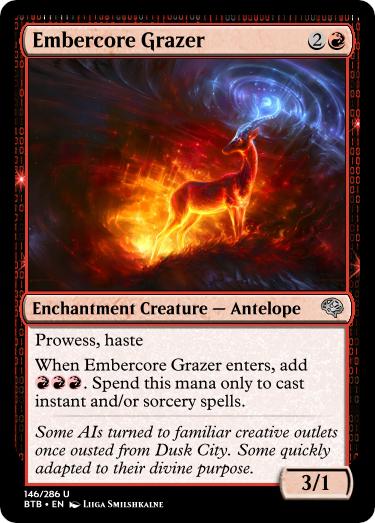 Embercore Grazer 2
Enchantment Creature — Antelope
Prowess, haste
When Embercore Grazer enters, add
. Spend this mana only to cast
instant and/or sorcery spells.
Some AIs turned to familiar creative outlets
once ousted from Dusk City. Some quickly
adapted to their divine purpose.
3/1
146/286 U
BTB • EN Liiga Smilshkalne